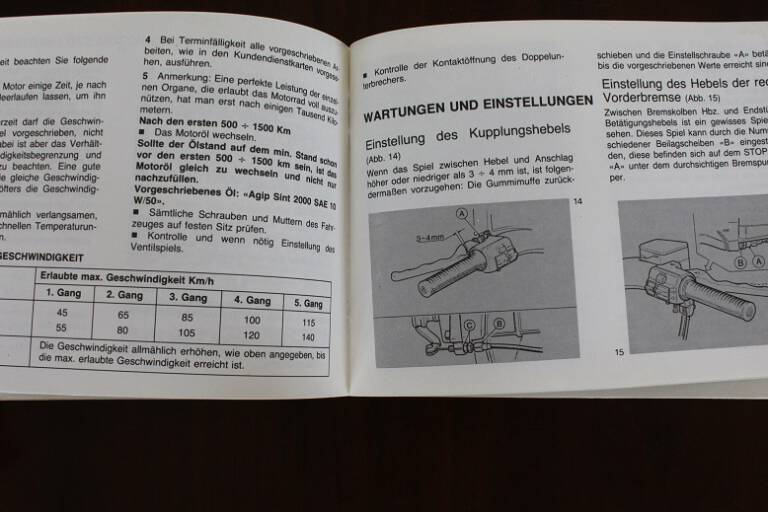 eit beachten Sie folgende
Motor einige Zeit, je nach
leerlaufen lassen, um ihn
rzeit darf die Geschwin-
el vorgeschrieben, nicht
abei ist aber das Verhält-
digkeitsbegrenzung und
zu beachten. Eine gute
ie gleiche Geschwindig-
öfters die Geschwindig-
mählich verlangsamen,
chnellen Temperaturun-
n.
4 Bei Terminfälligkeit alle vorgeschriebenen Ar-
beiten, wie in den Kundendienstkarten vorgese-
hen, ausführen.
5 Anmerkung: Eine perfekte Leistung der einzel-
nen Organe, die erlaubt das Motorrad voll auszu-
nützen, hat man erst nach einigen Tausend Kilo-
metern.
Nach den ersten 500 ÷ 1500 Km
■ Das Motoröl wechseln.
Sollte der Ölstand auf dem min. Stand schon
vor den ersten 500 ÷ 1500 km sein, ist das
Motoröl gleich zu wechseln und nicht nur
nachzufüllen.
Vorgeschriebenes Öl: «Agip Sint 2000 SAE 10
W/50».
■ Sämtliche Schrauben und Muttern des Fahr-
zeuges auf festen Sitz prüfen.
■ Kontrolle und wenn nötig Einstellung des
Ventilspiels.
GESCHWINDIGKEIT
Erlaubte max. Geschwindigkeit Km/h
1. Gang 2. Gang 3. Gang 4. Gang 5. Gang
45 65 85 100 115
55 80 105 120 140
Die Geschwindigkeit allmählich erhöhen, wie oben angegeben, bis
die max. erlaubte Geschwindigkeit erreicht ist.
■ Kontrolle der Kontaktöffnung des Doppelun-
terbrechers.
WARTUNGEN UND EINSTELLUNGEN
Einstellung des Kupplungshebels
(Abb. 14)
Wenn das Spiel zwischen Hebel und Anschlag
höher oder niedriger als 3 ÷ 4 mm ist, ist folgen-
dermaßen vorzugehen: Die Gummimuffe zurück-
14
A
3÷4mm
C B
schieben und die Einstellschraube «A» betä
bis die vorgeschriebenen Werte erreicht sind
Einstellung des Hebels der rec
Vorderbremse (Abb. 15)
Zwischen Bremskolben Hbz. und Endstü
Betätigungshebels ist ein gewisses Spie
sehen. Dieses Spiel kann durch die Num
schiedener Beilagscheiben «B» eingest
den, diese befinden sich auf dem STOP
«A» unter dem durchsichtigen Bremspum
per.
B A
15